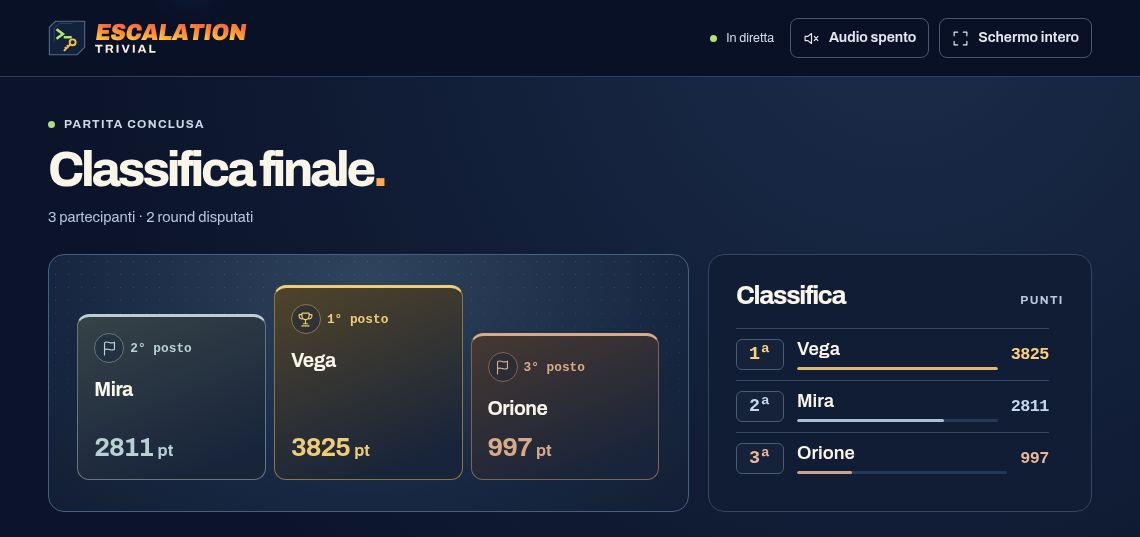 ESCALATION
TRIVIAL
In diretta
Audio spento
Schermo intero
PARTITA CONCLUSA
Classifica finale.
3 partecipanti · 2 round disputati
2° posto
Mira
2811 pt
1° posto
Vega
3825 pt
3° posto
Orione
997 pt
Classifica
PUNTI
1ª Vega 3825
2ª Mira 2811
3ª Orione 997